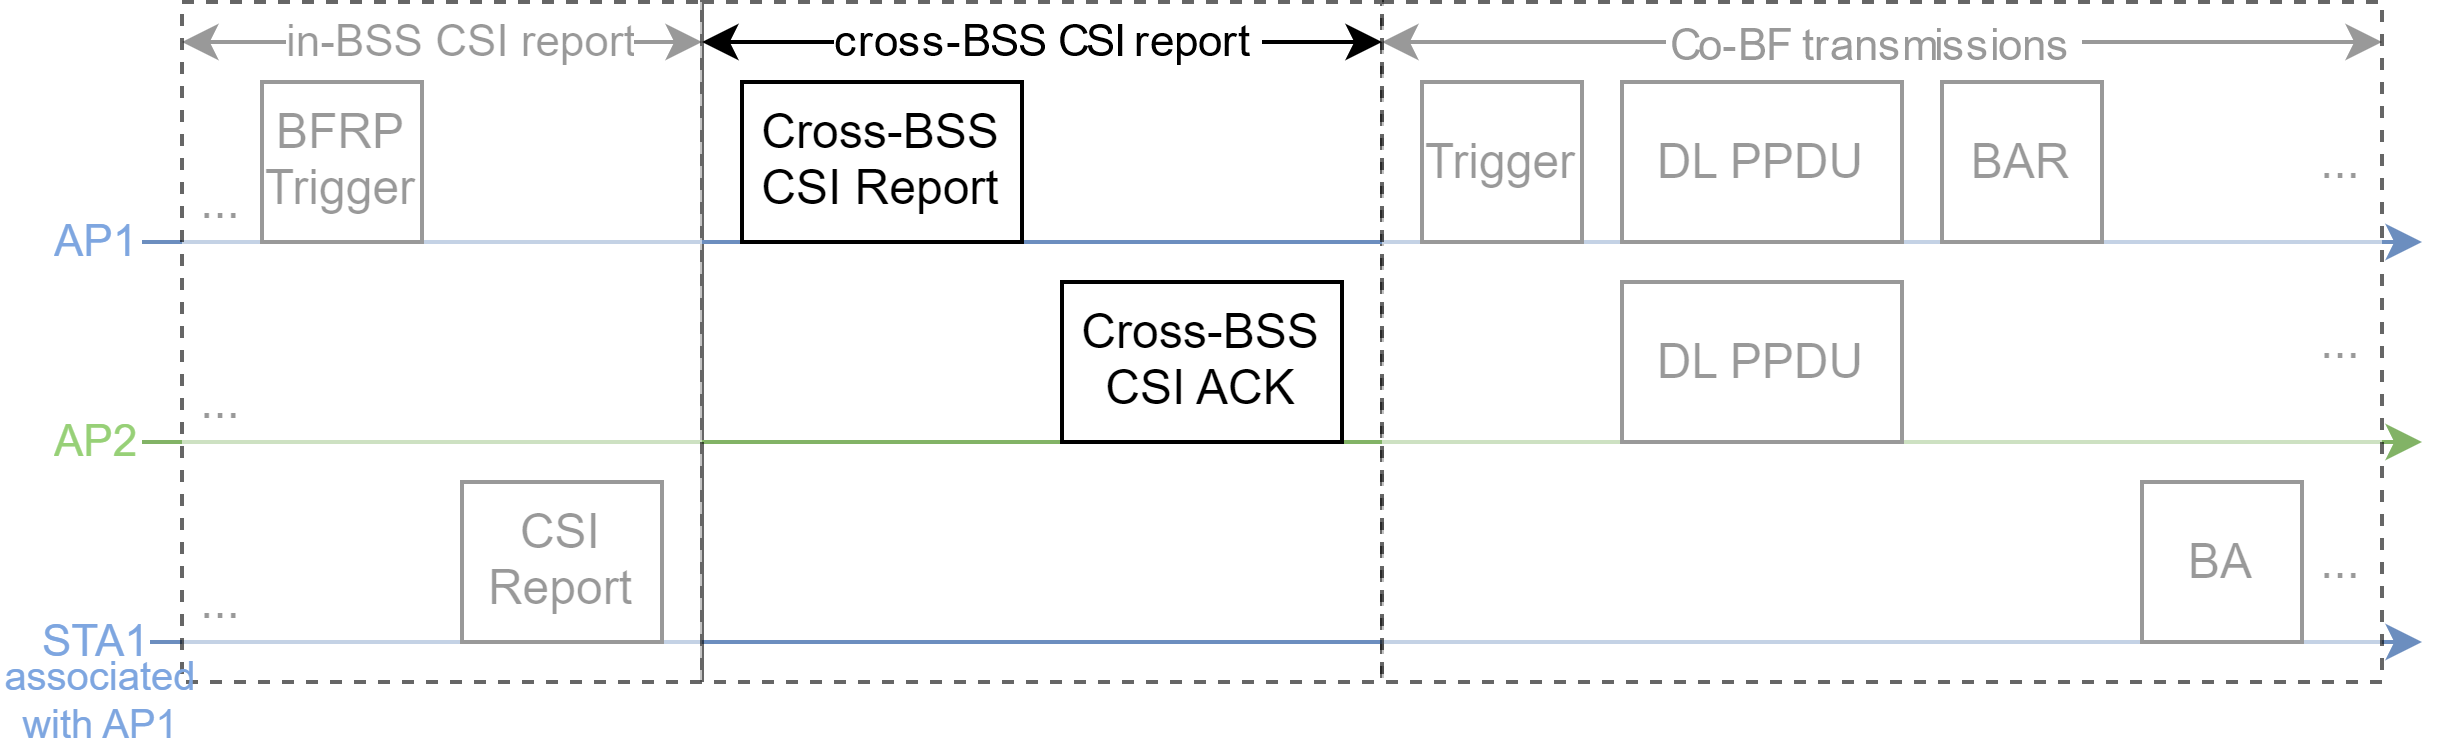 in-BSS CSI report
cross-BSS CSI report
Co-BF transmissions
BFRP
Trigger
Cross-BSS
CSI Report
Trigger
DL PPDU
BAR
...
...
AP1
Cross-BSS
CSI ACK
DL PPDU
...
...
AP2
CSI
Report
BA
...
...
STA1
associated
with AP1